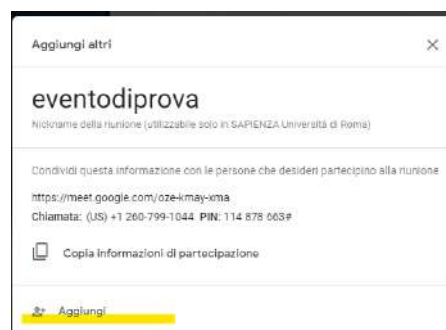 Aggiungi altri
eventodiprova
Nickname della riunione (utilizzabile solo in SAPIENZA Università di Roma)
Condividi questa informazione con le persone che desideri partecipino alla riunione
https://meet.google.com/oze-kmay-xma
Chiamata: (US) +1 260-799-1044 PIN: 114 878 663#
Copia informazioni di partecipazione
Aggiungi